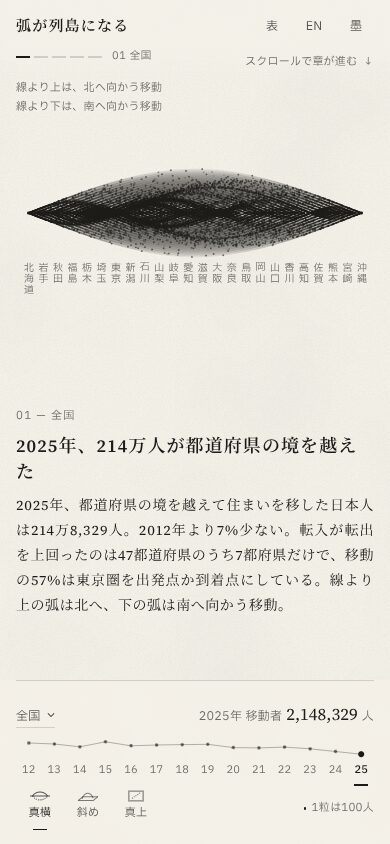 弧が列島になる
表 EN 墨
01 全国
スクロールで章が進む ↓
線より上は、北へ向かう移動
線より下は、南へ向かう移動
北海道 岩手 秋田 福島 栃木 埼玉 東京 新潟 石川 山梨 岐阜 愛知 滋賀 大阪 奈良 鳥取 岡山 山口 香川 高知 佐賀 熊本 宮崎 沖縄
01 — 全国
2025年、214万人が都道府県の境を越え
た
2025年、都道府県の境を越えて住まいを移した日本人
は214万8,329人。2012年より7%少ない。転入が転出
を上回ったのは47都道府県のうち7都府県だけで、移動
の57%は東京圏を出発点か到着点にしている。線より
上の弧は北へ、下の弧は南へ向かう移動。
全国
2025年 移動者 2,148,329 人
12 13 14 15 16 17 18 19 20 21 22 23 24 25
真横 斜め 真上
1粒は100人